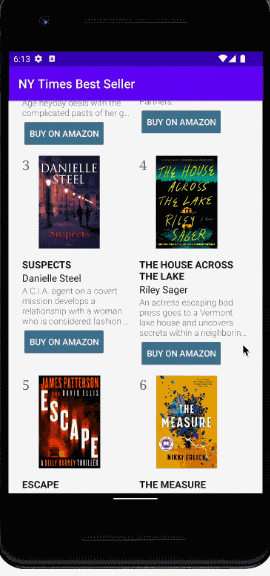 6:13
NY Times Best Seller
Age heyday deals with the
complicated pasts of her g...
BUY ON AMAZON
Partners.
BUY ON AMAZON
3
DANIELLE
STEEL
Suspects
SUSPECTS
Danielle Steel
A C.I.A. agent on a covert
mission develops a
relationship with a woman
who is considered fashion ...
BUY ON AMAZON
4
THE HOUSE
ACROSS
THE LAKE
RILEY
SAGER
THE HOUSE ACROSS
THE LAKE
Riley Sager
An actress escaping bad
press goes to a Vermont
lake house and uncovers
secrets within a neighborin...
BUY ON AMAZON
5
JAMES PATTERSON
AND DAVID ELLIS
ESCAPE
A BILLY HARNEY THRILLER
ESCAPE
6
THE
MEASURE
NIKKI ERLICK
THE MEASURE